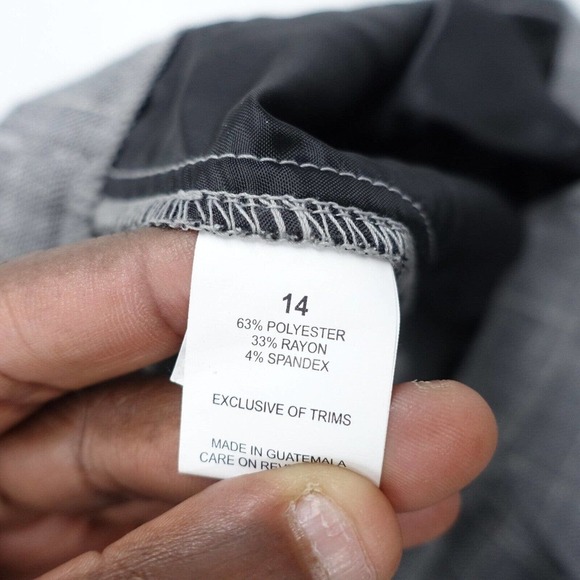 14
63% POLYESTER
33% RAYON
4% SPANDEX
EXCLUSIVE OF TRIMS
MADE IN GUATEMALA
CARE ON